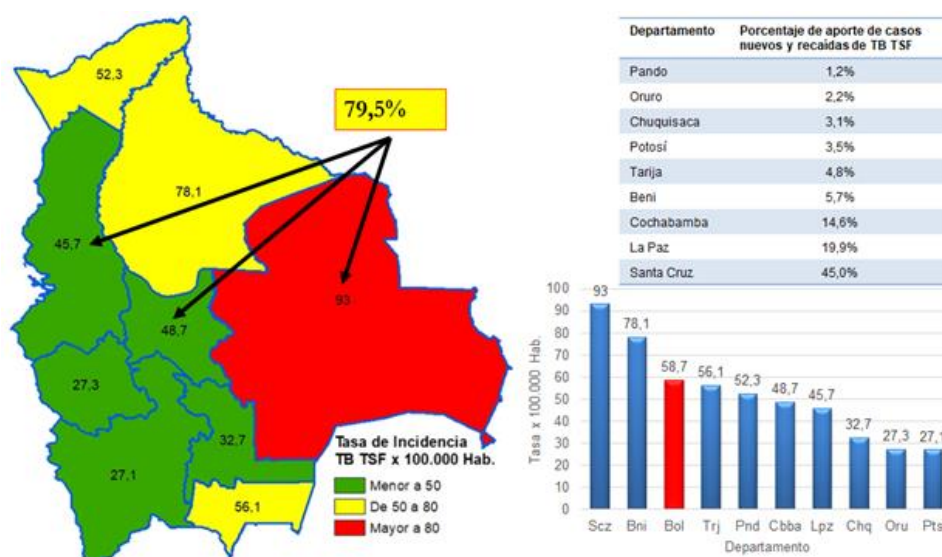 52,3
79,5%
78,1
45,7
93
48,7
27,3
32,7
27,1
56,1
Tasa de Incidencia
TB TSF x 100.000 Hab.
Menor a 50
De 50 a 80
Mayor a 80
Departamento Porcentaje de aporte de casos
nuevos y recaídas de TB TSF
Pando 1,2%
Oruro 2,2%
Chuquisaca 3,1%
Potosí 3,5%
Tarija 4,8%
Beni 5,7%
Cochabamba 14,6%
La Paz 19,9%
Santa Cruz 45,0%
Tasa x 100.000 Hab.
100
90
80
70
60
50
40
30
20
10
0
93 78,1 58,7 56,1 52,3 48,7 45,7 32,7 27,3 27,1
Scz Bni Bol Trj Pnd Cbba Lpz Chq Oru Pts
Departamento